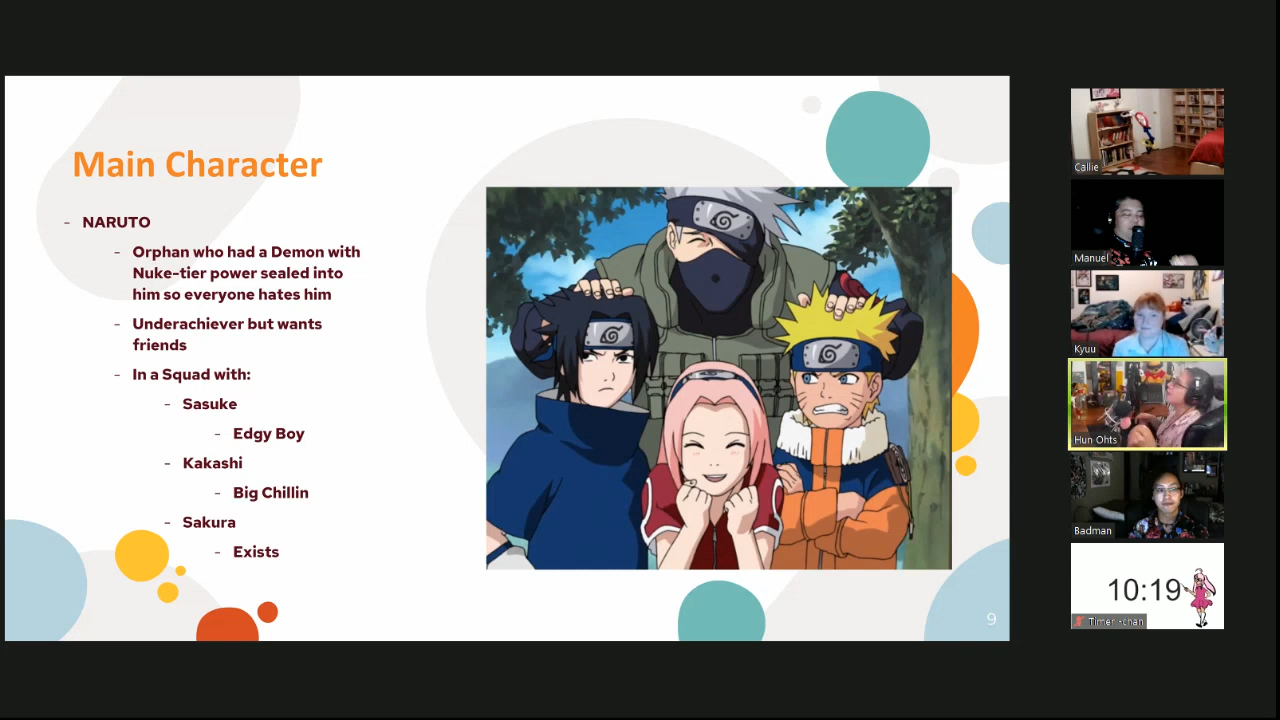 Main Character
- NARUTO
- Orphan who had a Demon with
Nuke-tier power sealed into
him so everyone hates him
- Underachiever but wants
friends
- In a Squad with:
- Sasuke
- Edgy Boy
- Kakashi
- Big Chillin
- Sakura
- Exists
9
Callie
Manuel
Kyuu
Hun Ohts
Badman
10:19
Timer -chan